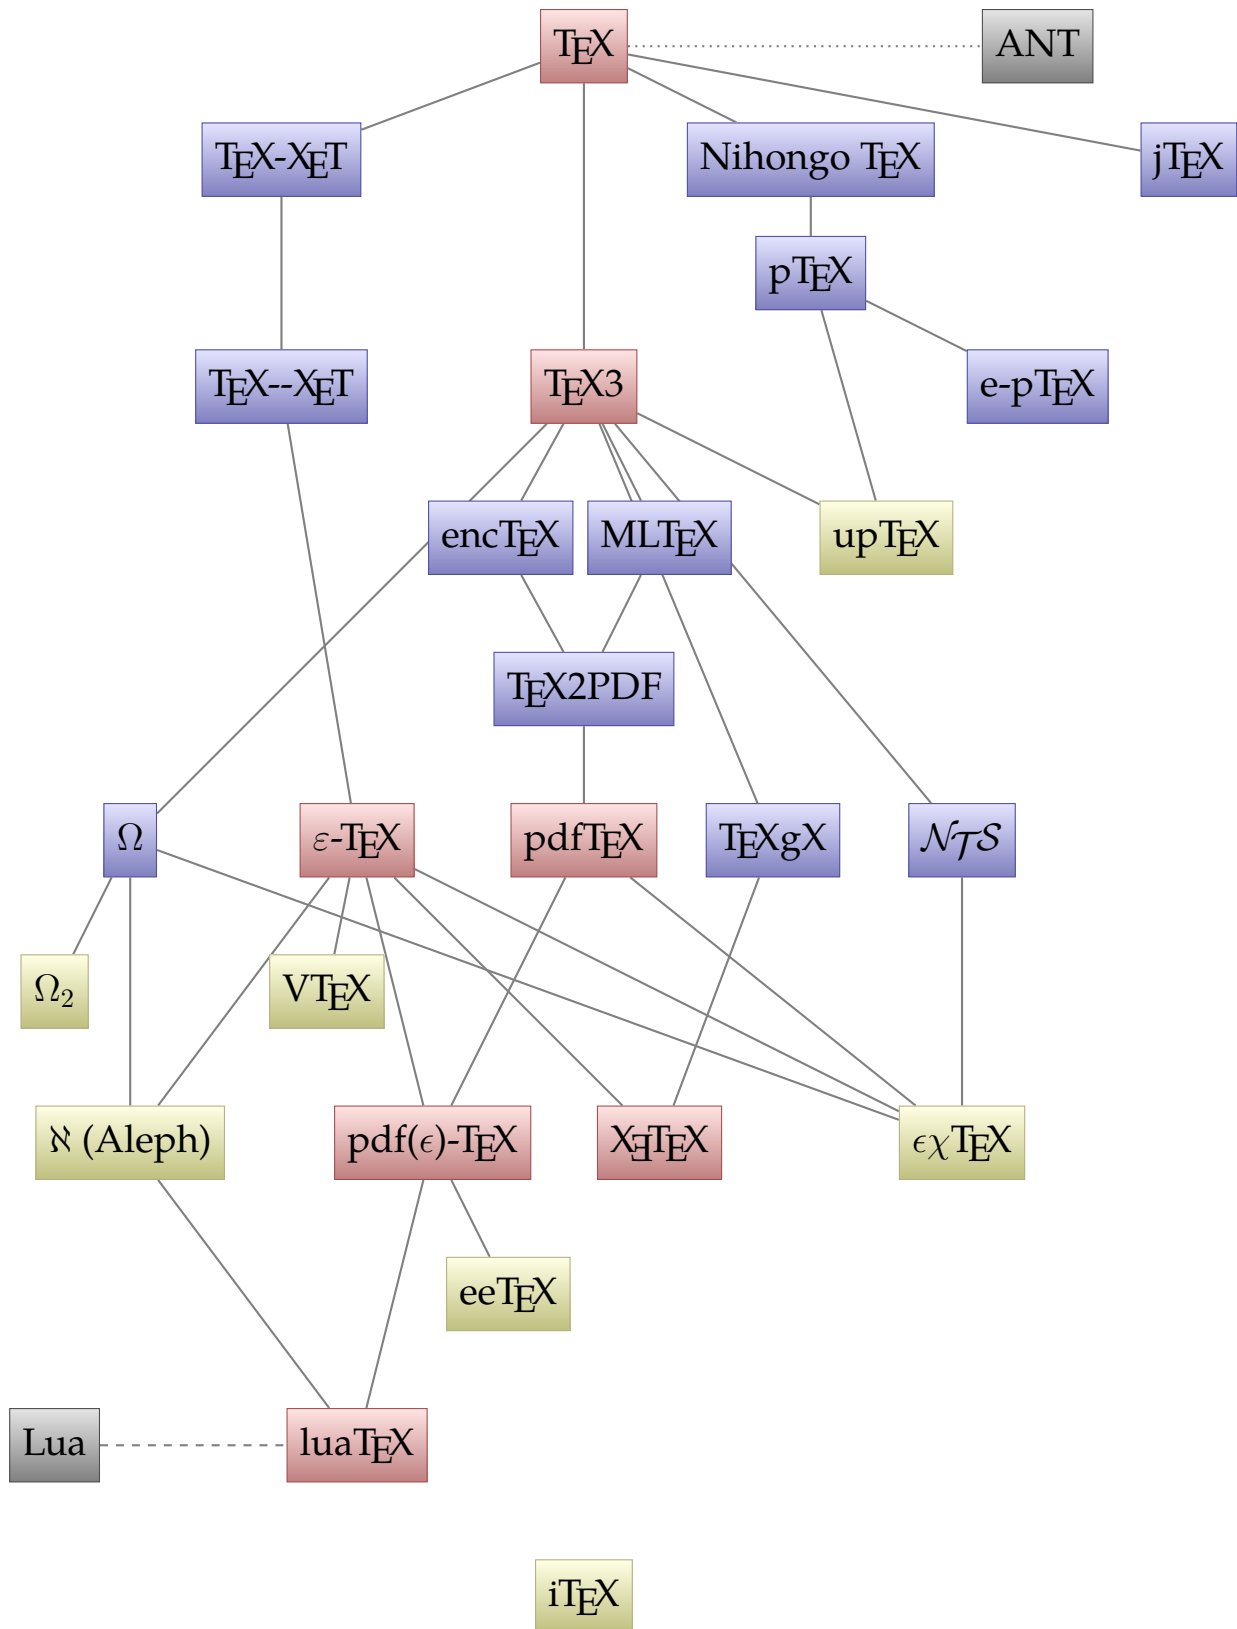 TEX
ANT
TEX-XET
Nihongo TEX
jTEX
pTEX
TEX--XET
TEX3
e-pTEX
encTEX
MLTEX
upTEX
TEX2PDF
Ω
ε-TEX
pdfTEX
TEXgX
𝒩𝒯𝒮
Ω₂
VTEX
ℵ (Aleph)
pdf(ϵ)-TEX
XƎTEX
ϵχTEX
eeTEX
Lua
luaTEX
iTEX